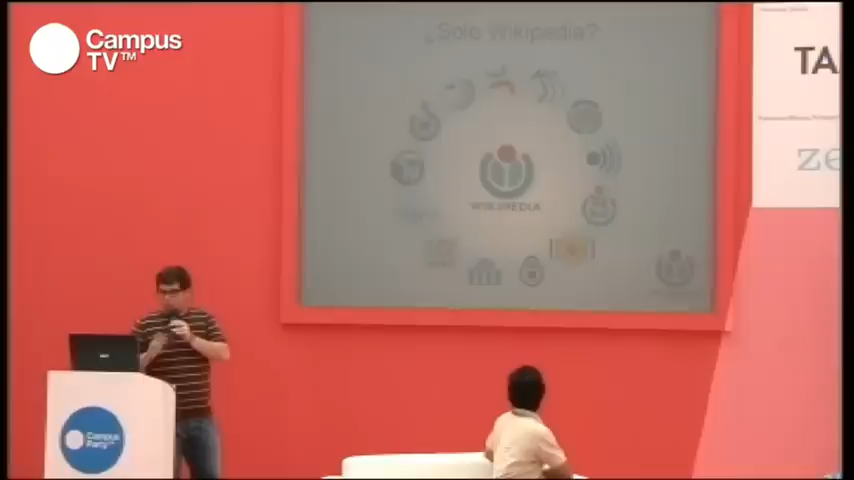 Campus
TV™
¿Solo Wikipedia?
WIKIMEDIA
TA
ze
Campus
Party